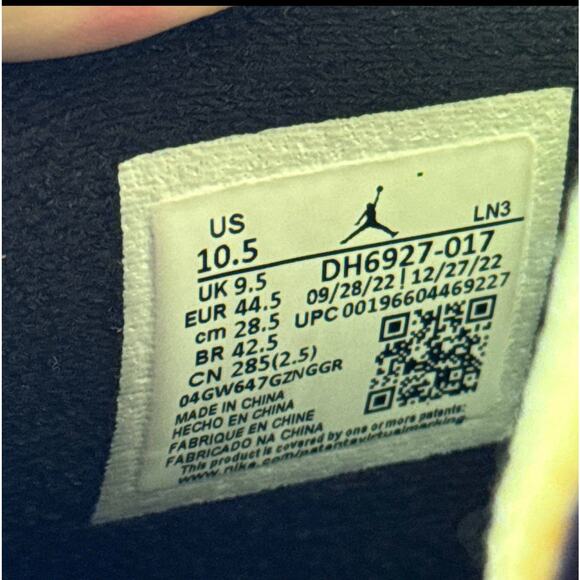 US
10.5
LN3
UK 9.5
EUR 44.5
cm 28.5
BR 42.5
CN 285(2.5)
DH6927-017
09/28/22 | 12/27/22
UPC 00196604469227
04GW647GZNGGR
MADE IN CHINA
HECHO EN CHINA
FABRIQUE EN CHINE
FABRICADO NA CHINA
This product is covered by one or more patents:
www.nike.com/patentsvirtualmarking